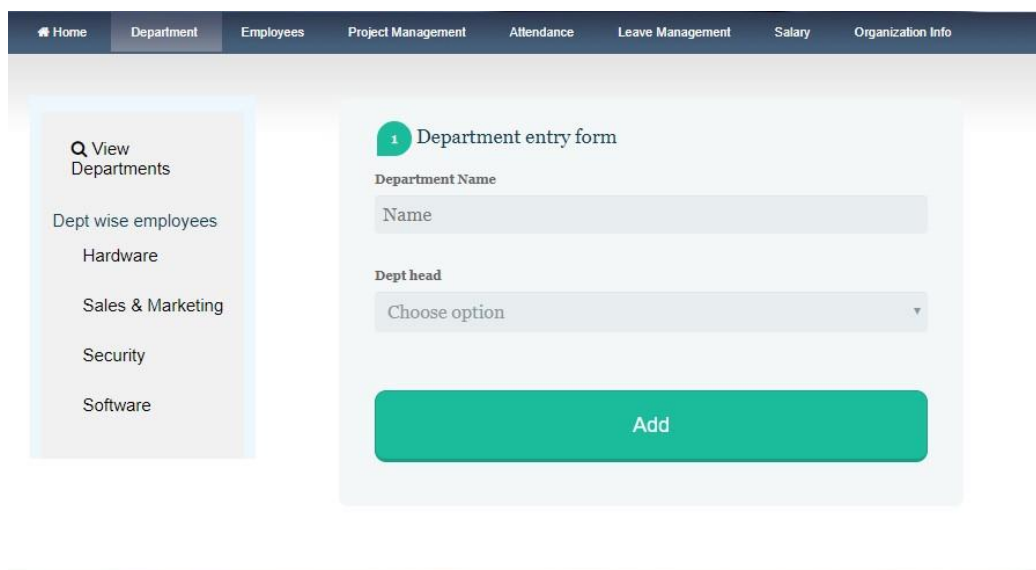 Home Department Employees Project Management Attendance Leave Management Salary Organization Info
View
Departments
Dept wise employees
Hardware
Sales & Marketing
Security
Software
1 Department entry form
Department Name
Name
Dept head
Choose option
Add